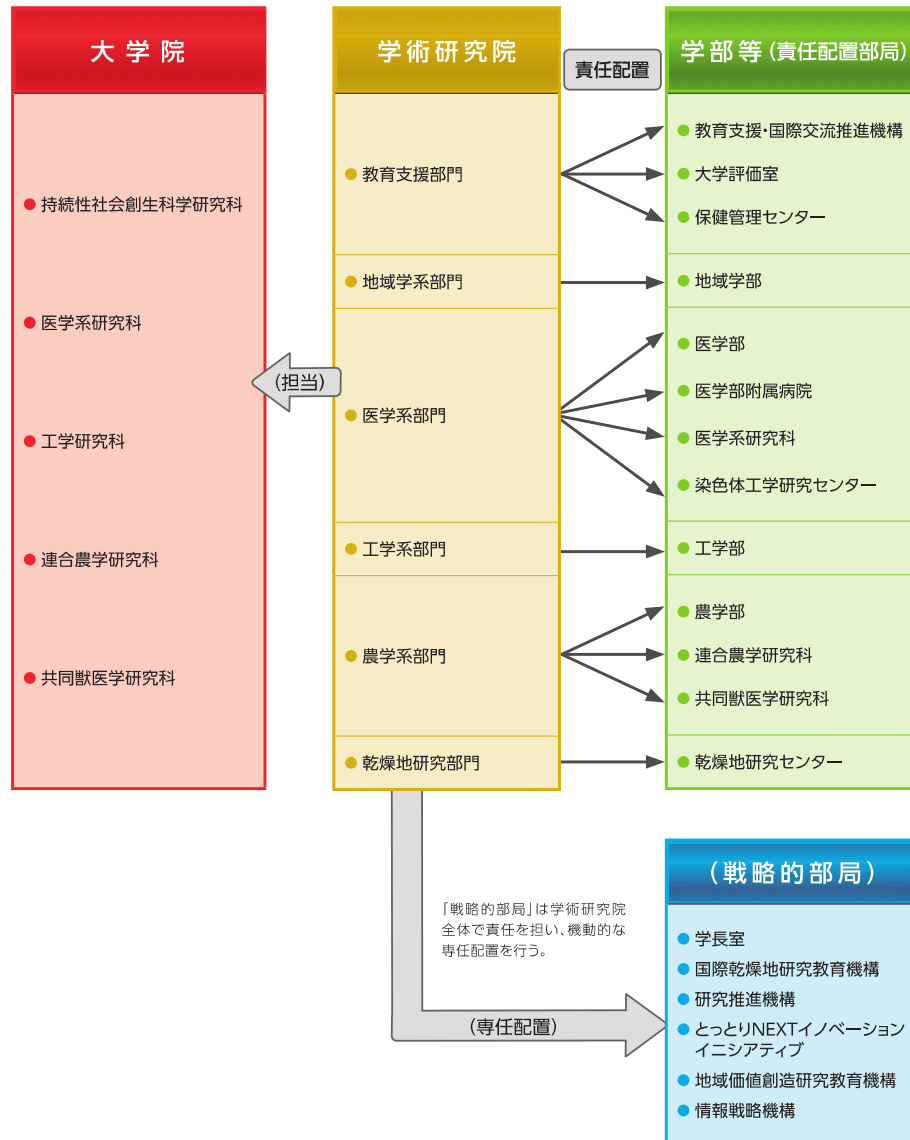 大学院
持続性社会創生科学研究科
医学系研究科
工学研究科
連合農学研究科
共同獣医学研究科
(担当)
学術研究院
教育支援部門
地域学系部門
医学系部門
工学系部門
農学系部門
乾燥地研究部門
責任配置
学部等(責任配置部局)
教育支援・国際交流推進機構
大学評価室
保健管理センター
地域学部
医学部
医学部附属病院
医学系研究科
染色体工学研究センター
工学部
農学部
連合農学研究科
共同獣医学研究科
乾燥地研究センター
「戦略的部局」は学術研究院
全体で責任を担い、機動的な
専任配置を行う。
(専任配置)
(戦略的部局)
学長室
国際乾燥地研究教育機構
研究推進機構
とっとりNEXTイノベーション
イニシアティブ
地域価値創造研究教育機構
情報戦略機構